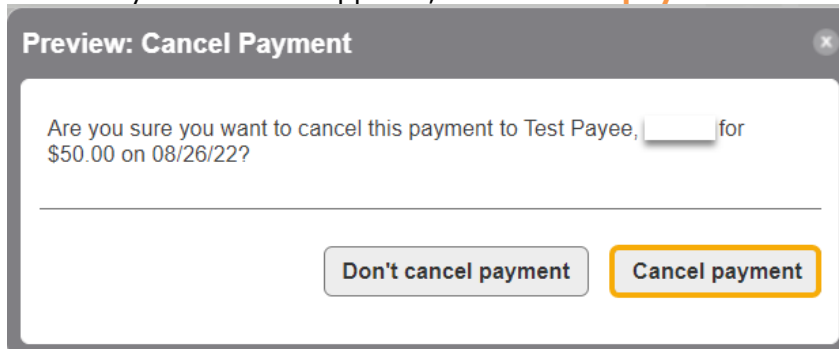 Preview: Cancel Payment
x
Are you sure you want to cancel this payment to Test Payee, for
$50.00 on 08/26/22?
Don't cancel payment
Cancel payment